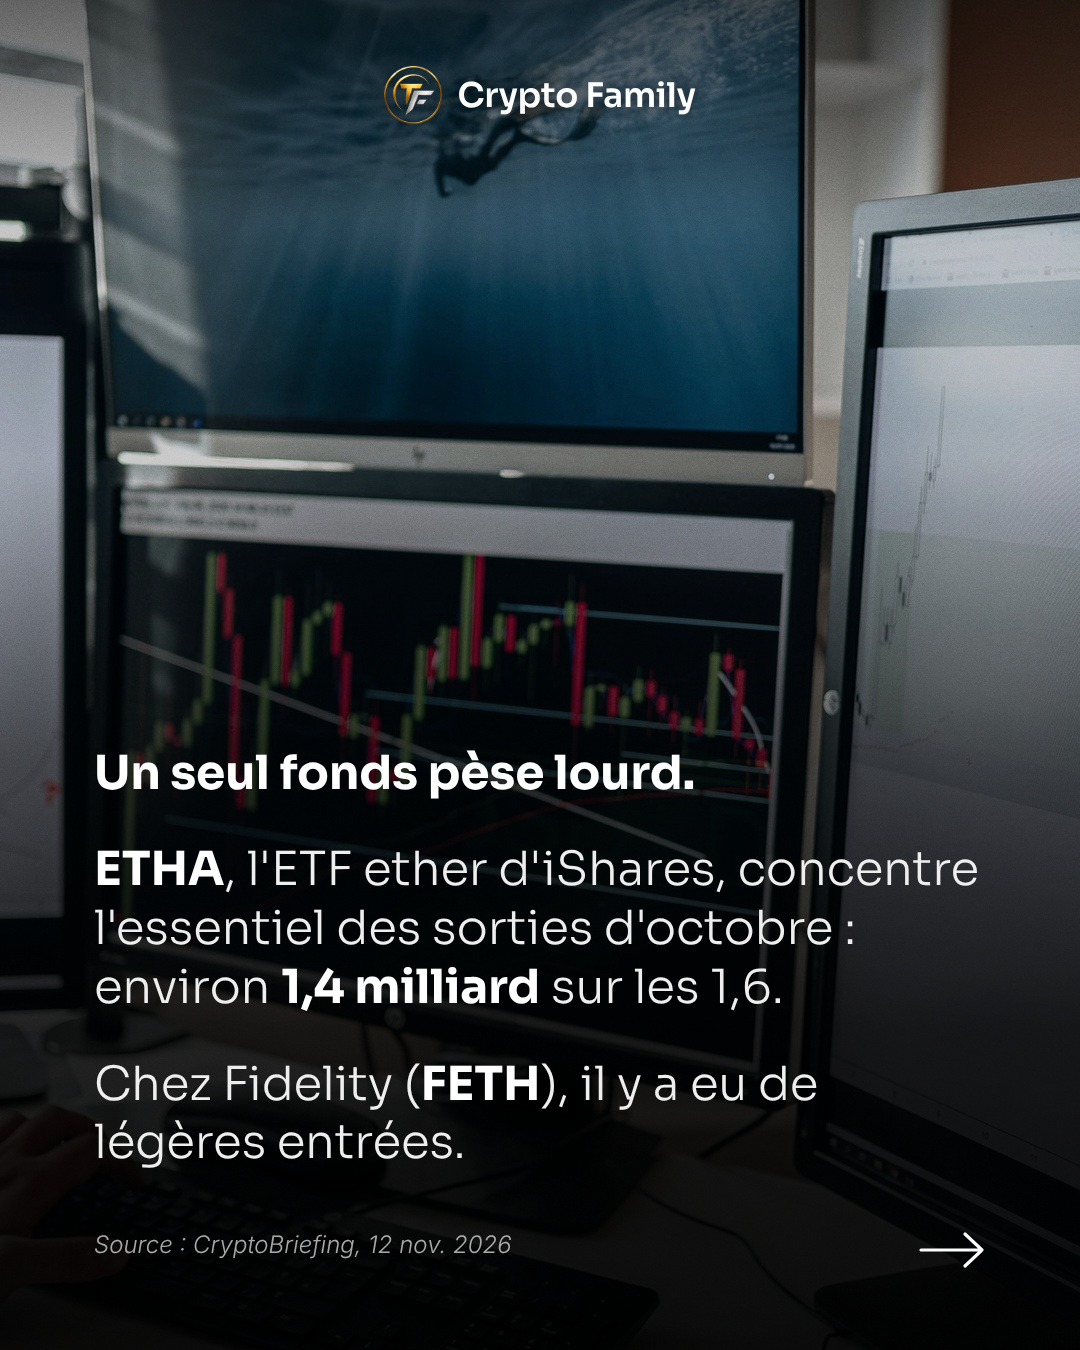 Crypto Family
Un seul fonds pèse lourd.
ETHA, l'ETF ether d'iShares, concentre
l'essentiel des sorties d'octobre :
environ 1,4 milliard sur les 1,6.
Chez Fidelity (FETH), il y a eu de
légères entrées.
Source : CryptoBriefing, 12 nov. 2026